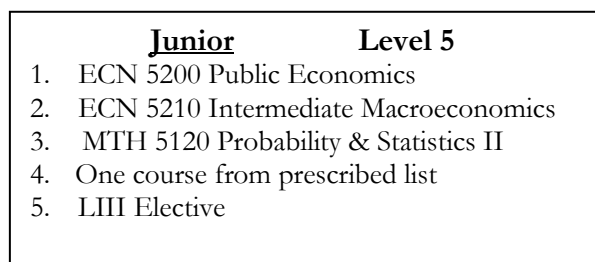 Junior Level 5
1. ECN 5200 Public Economics
2. ECN 5210 Intermediate Macroeconomics
3. MTH 5120 Probability & Statistics II
4. One course from prescribed list
5. LIII Elective